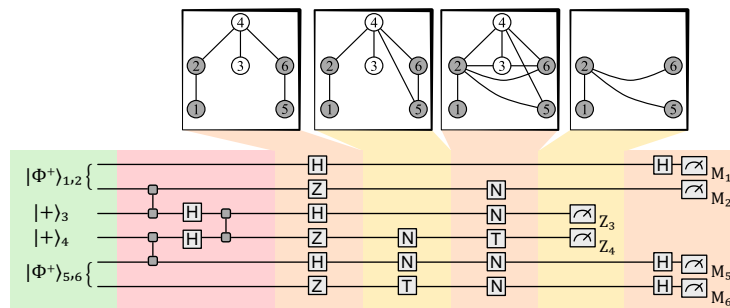 4 4 4
2 3 6 2 3 6 2 3 6 2 6
1 5 1 5 1 5 1 5
|Φ⁺⟩₁,₂ H H M₁
Z N M₂
|+⟩₃ H H N Z₃
|+⟩₄ H Z N T Z₄
|Φ⁺⟩₅,₆ H N N H M₅
Z T N H M₆